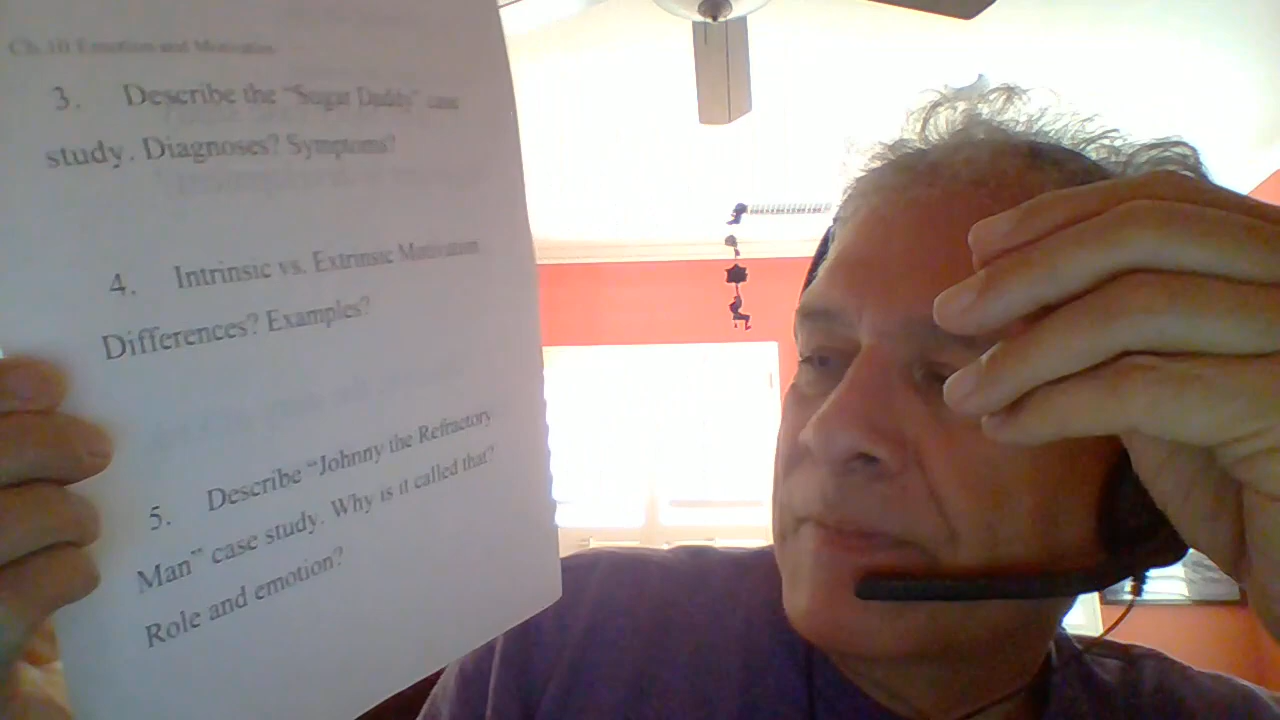 Ch.10 Emotion and Motivation
3. Describe the "Sugar Daddy" case
study. Diagnoses? Symptoms?
4. Intrinsic vs. Extrinsic Motivation
Differences? Examples?
5. Describe "Johnny the Refractory
Man" case study. Why is it called that?
Role and emotion?